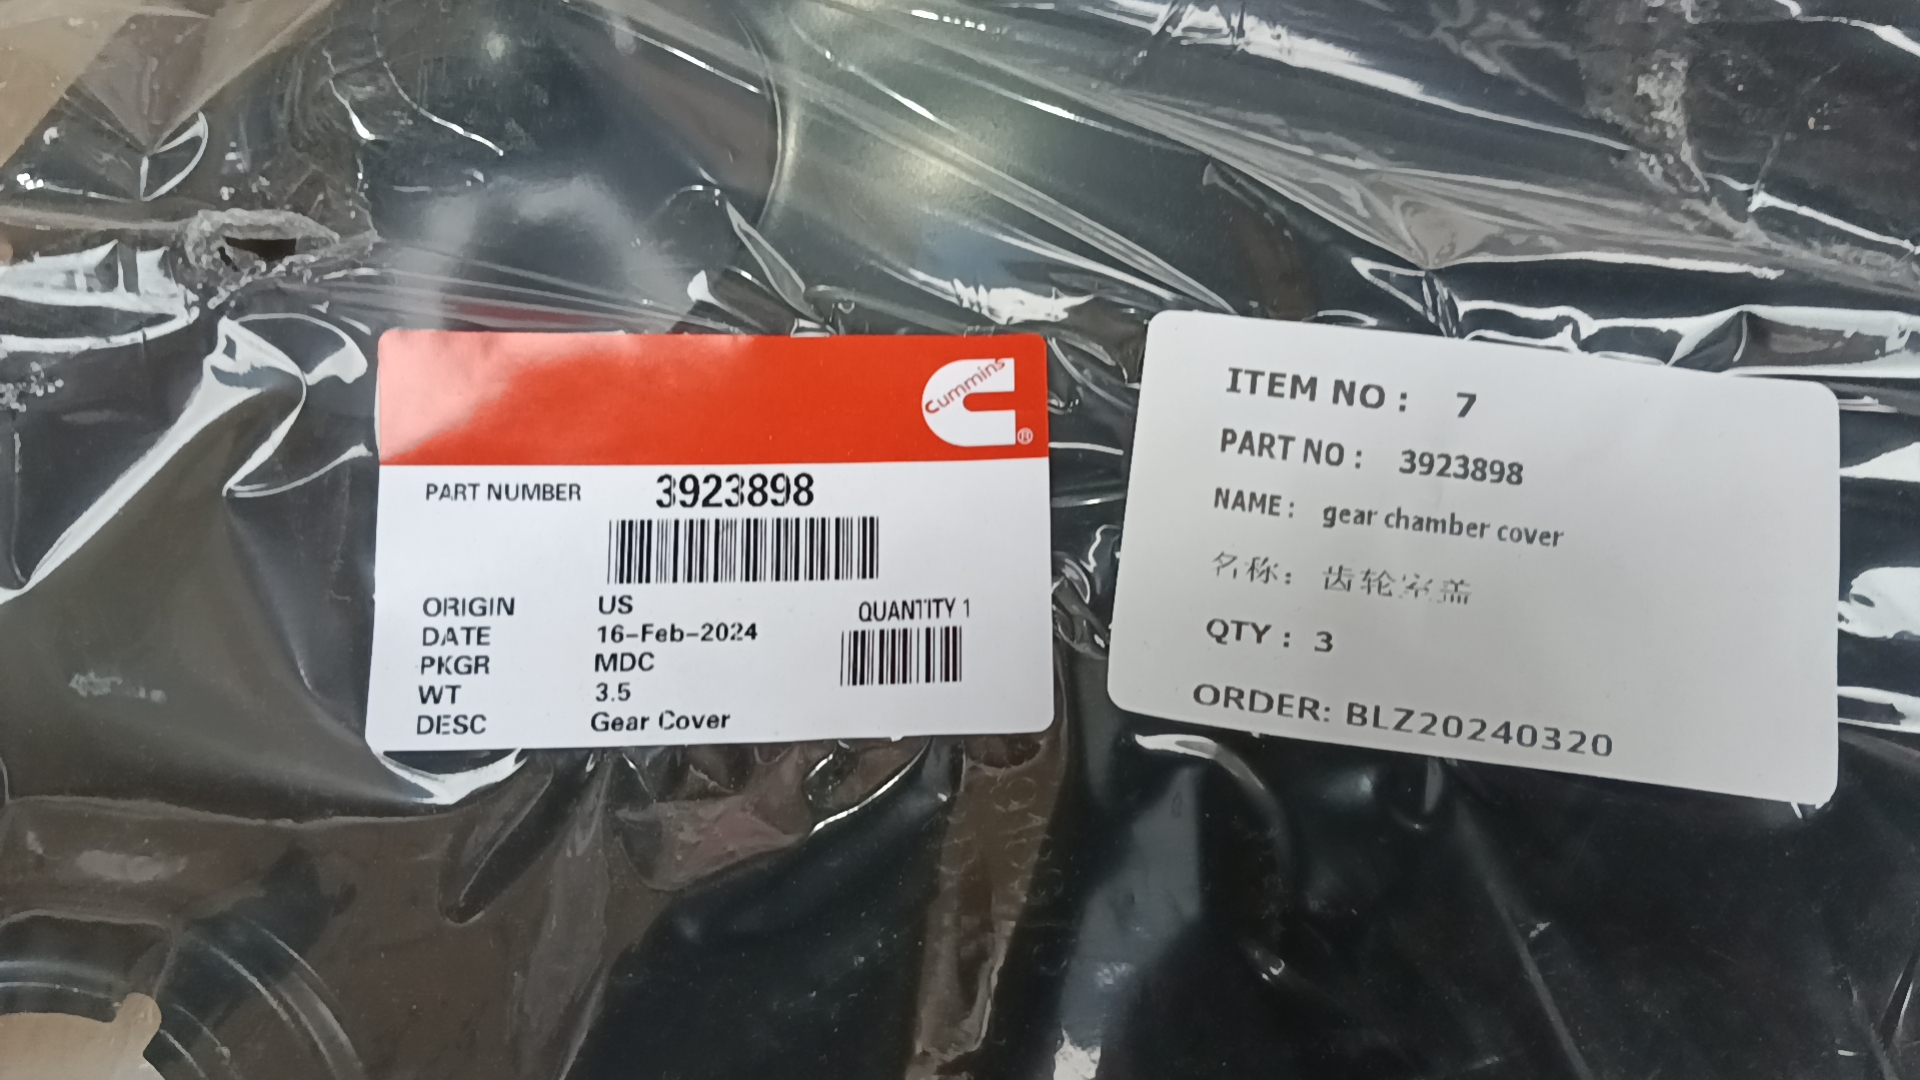 Cummins
®
PART NUMBER 3923898
ORIGIN US
QUANTITY 1
DATE 16-Feb-2024
PKGR MDC
WT 3.5
DESC Gear Cover
ITEM NO : 7
PART NO : 3923898
NAME : gear chamber cover
名称: 齿轮室盖
QTY : 3
ORDER: BLZ20240320